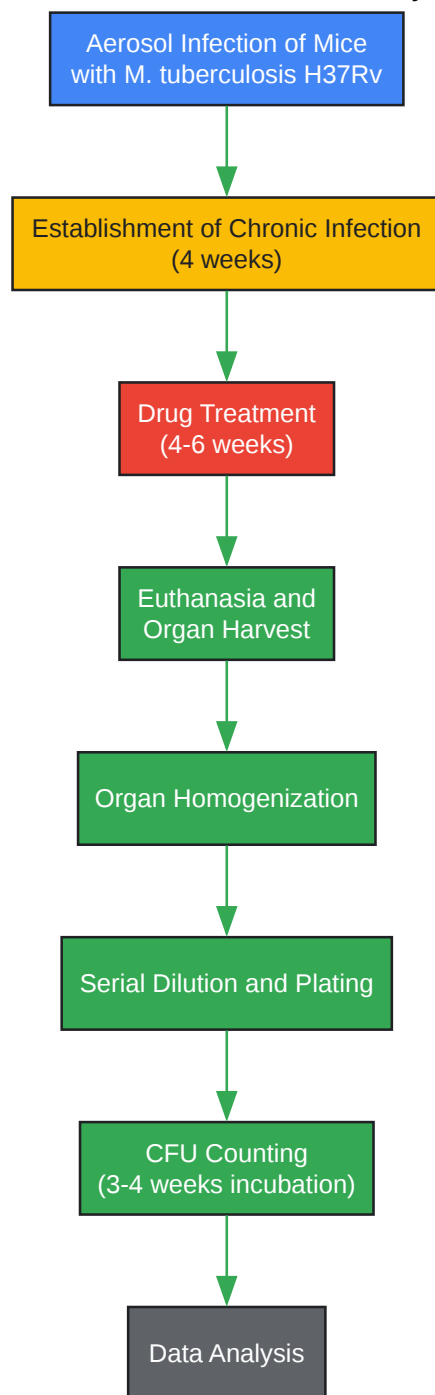 Aerosol Infection of Mice
with M. tuberculosis H37Rv
Establishment of Chronic Infection
(4 weeks)
Drug Treatment
(4-6 weeks)
Euthanasia and
Organ Harvest
Organ Homogenization
Serial Dilution and Plating
CFU Counting
(3-4 weeks incubation)
Data Analysis